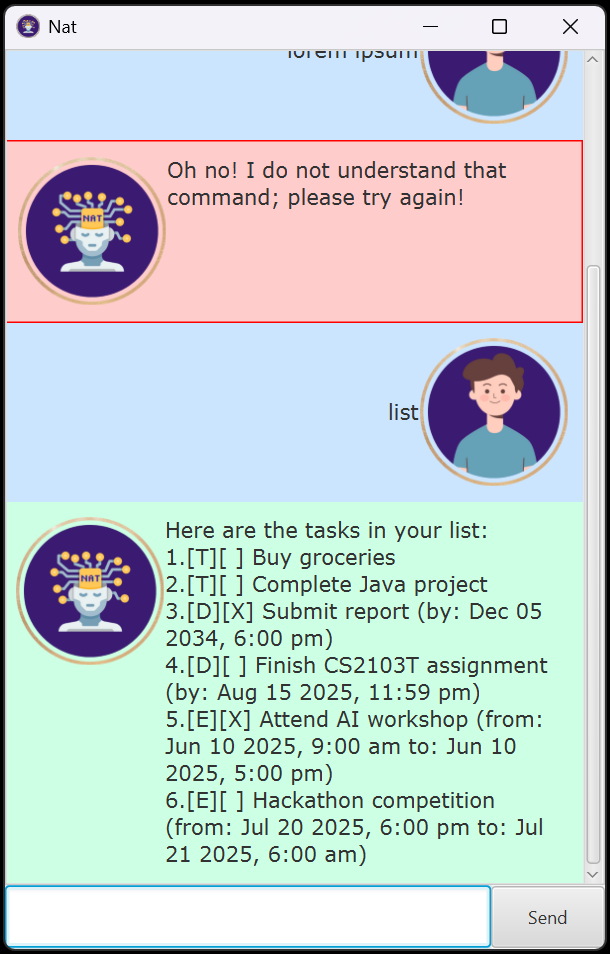 Nat
lorem ipsum
Oh no! I do not understand that
command; please try again!
NAT
list
Here are the tasks in your list:
1.[T][ ] Buy groceries
2.[T][ ] Complete Java project
3.[D][X] Submit report (by: Dec 05
2034, 6:00 pm)
4.[D][ ] Finish CS2103T assignment
(by: Aug 15 2025, 11:59 pm)
5.[E][X] Attend AI workshop (from:
Jun 10 2025, 9:00 am to: Jun 10
2025, 5:00 pm)
6.[E][ ] Hackathon competition
(from: Jul 20 2025, 6:00 pm to: Jul
21 2025, 6:00 am)
NAT
Send